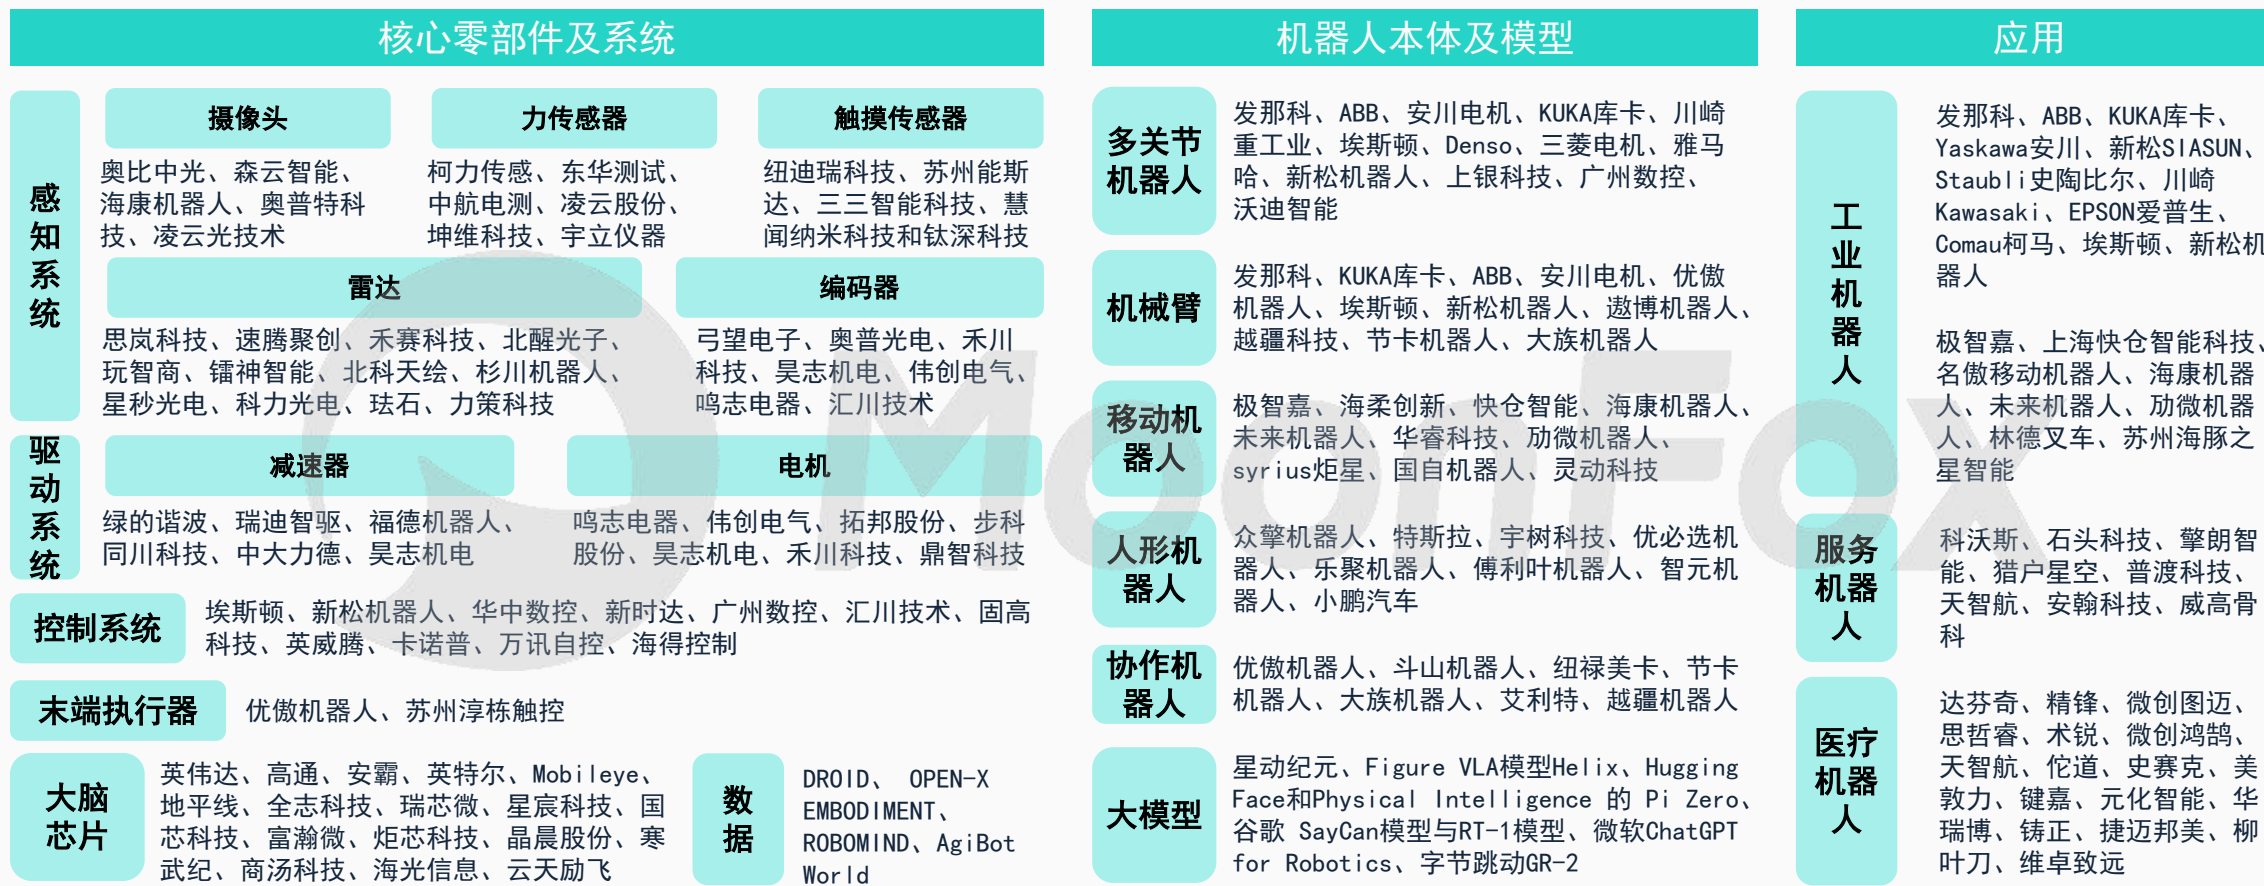 核心零部件及系统
感知系统
摄像头
奥比中光、森云智能、
海康机器人、奥普特科
技、凌云光技术
力传感器
柯力传感、东华测试、
中航电测、凌云股份、
坤维科技、宇立仪器
触摸传感器
纽迪瑞科技、苏州能斯
达、三三智能科技、慧
闻纳米科技和钛深科技
雷达
思岚科技、速腾聚创、禾赛科技、北醒光子、
玩智商、镭神智能、北科天绘、杉川机器人、
星秒光电、科力光电、珐石、力策科技
编码器
弓望电子、奥普光电、禾川
科技、昊志机电、伟创电气、
鸣志电器、汇川技术
驱动系统
减速器
绿的谐波、瑞迪智驱、福德机器人、
同川科技、中大力德、昊志机电
电机
鸣志电器、伟创电气、拓邦股份、步科
股份、昊志机电、禾川科技、鼎智科技
控制系统
埃斯顿、新松机器人、华中数控、新时达、广州数控、汇川技术、固高
科技、英威腾、卡诺普、万讯自控、海得控制
末端执行器
优傲机器人、苏州淳栋触控
大脑
芯片
英伟达、高通、安霸、英特尔、Mobileye、
地平线、全志科技、瑞芯微、星宸科技、国
芯科技、富瀚微、炬芯科技、晶晨股份、寒
武纪、商汤科技、海光信息、云天励飞
数据
DROID、 OPEN-X
EMBODIMENT、
ROBOMIND、AgiBot
World
机器人本体及模型
多关节
机器人
发那科、ABB、安川电机、KUKA库卡、川崎
重工业、埃斯顿、Denso、三菱电机、雅马
哈、新松机器人、上银科技、广州数控、
沃迪智能
机械臂
发那科、KUKA库卡、ABB、安川电机、优傲
机器人、埃斯顿、新松机器人、遨博机器人、
越疆科技、节卡机器人、大族机器人
移动机
器人
极智嘉、海柔创新、快仓智能、海康机器人、
未来机器人、华睿科技、劢微机器人、
syrius炬星、国自机器人、灵动科技
人形机
器人
众擎机器人、特斯拉、宇树科技、优必选机
器人、乐聚机器人、傅利叶机器人、智元机
器人、小鹏汽车
协作机
器人
优傲机器人、斗山机器人、纽禄美卡、节卡
机器人、大族机器人、艾利特、越疆机器人
大模型
星动纪元、Figure VLA模型Helix、Hugging
Face和Physical Intelligence 的 Pi Zero、
谷歌 SayCan模型与RT-1模型、微软ChatGPT
for Robotics、字节跳动GR-2
应用
工业机器人
发那科、ABB、KUKA库卡、
Yaskawa安川、新松SIASUN、
Staubli史陶比尔、川崎
Kawasaki、EPSON爱普生、
Comau柯马、埃斯顿、新松机
器人
极智嘉、上海快仓智能科技、
名傲移动机器人、海康机器
人、未来机器人、劢微机器
人、林德叉车、苏州海豚之
星智能
服务
机器
人
科沃斯、石头科技、擎朗智
能、猎户星空、普渡科技、
天智航、安翰科技、威高骨
科
医疗
机器
人
达芬奇、精锋、微创图迈、
思哲睿、术锐、微创鸿鹄、
天智航、佗道、史赛克、美
敦力、键嘉、元化智能、华
瑞博、铸正、捷迈邦美、柳
叶刀、维卓致远
MoonFox